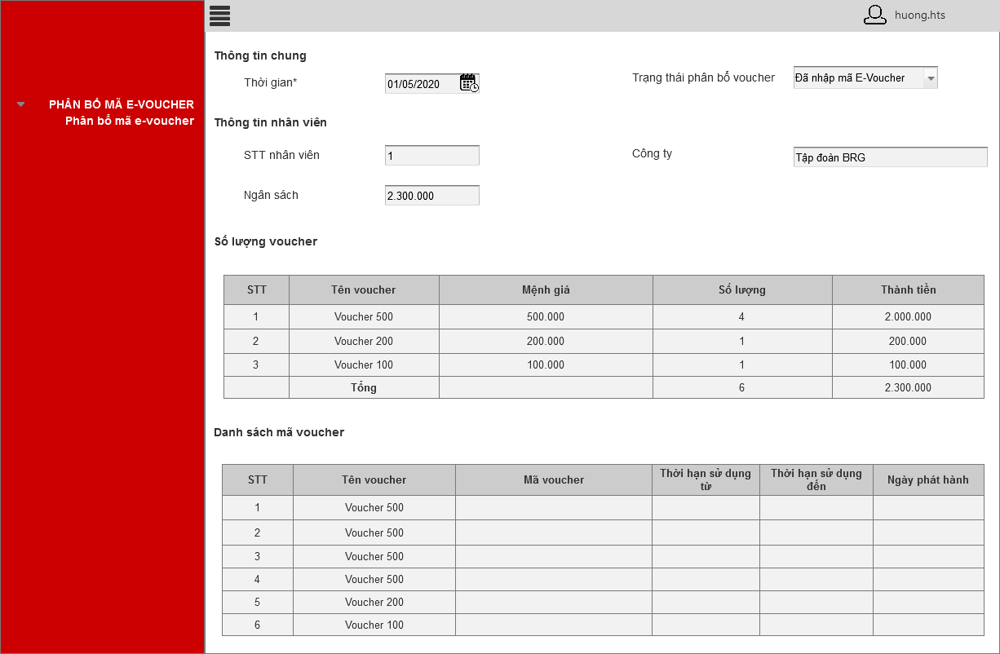 huong.hts
PHÂN BỔ MÃ E-VOUCHER
Phân bổ mã e-voucher
Thông tin chung
Thời gian* 01/05/2020 Trạng thái phân bổ voucher Đã nhập mã E-Voucher
Thông tin nhân viên
STT nhân viên 1 Công ty Tập đoàn BRG
Ngân sách 2.300.000
Số lượng voucher
STT Tên voucher Mệnh giá Số lượng Thành tiền
1 Voucher 500 500.000 4 2.000.000
2 Voucher 200 200.000 1 200.000
3 Voucher 100 100.000 1 100.000
Tổng 6 2.300.000
Danh sách mã voucher
STT Tên voucher Mã voucher Thời hạn sử dụng từ Thời hạn sử dụng đến Ngày phát hành
1 Voucher 500
2 Voucher 500
3 Voucher 500
4 Voucher 500
5 Voucher 200
6 Voucher 100